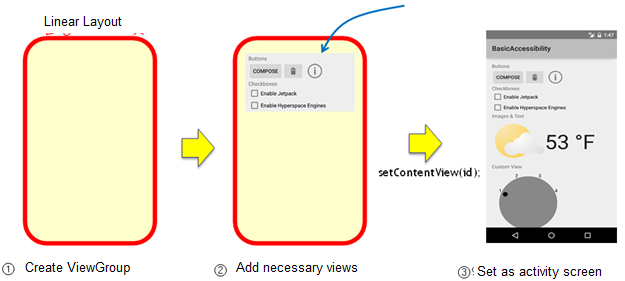 Linear Layout
Buttons
COMPOSE
Checkboxes
Enable Jetpack
Enable Hyperspace Engines
setContentView(id);
1:47
BasicAccessibility
Buttons
COMPOSE
Checkboxes
Enable Jetpack
Enable Hyperspace Engines
Images & Text
53 °F
Custom View
2 3
1 4
① Create ViewGroup
② Add necessary views
③ Set as activity screen